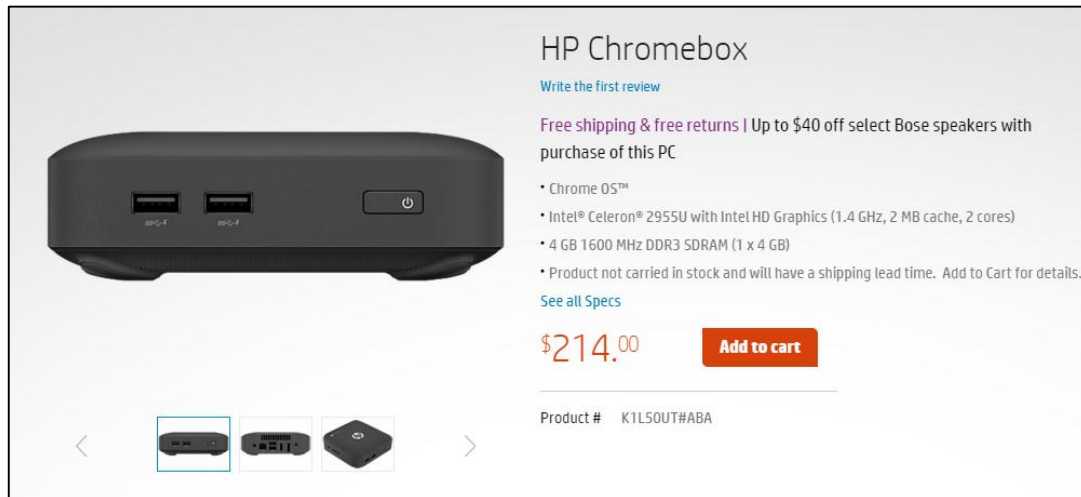 HP Chromebox
Write the first review
Free shipping & free returns | Up to $40 off select Bose speakers with
purchase of this PC
• Chrome OS™
• Intel® Celeron® 2955U with Intel HD Graphics (1.4 GHz, 2 MB cache, 2 cores)
• 4 GB 1600 MHz DDR3 SDRAM (1 x 4 GB)
• Product not carried in stock and will have a shipping lead time. Add to Cart for details.
See all Specs
$214.00
Add to cart
Product # K1L50UT#ABA